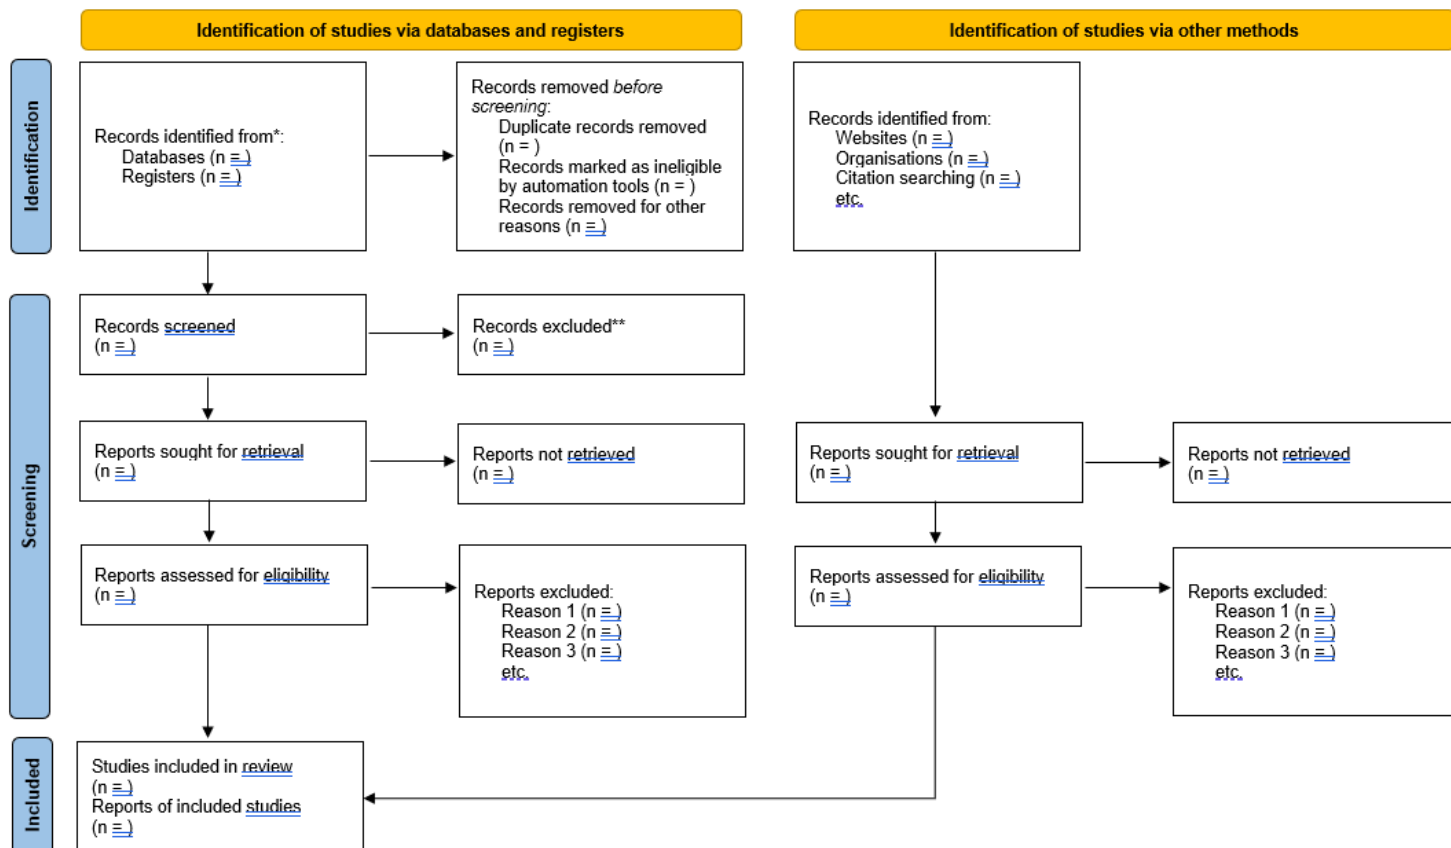 Identification of studies via databases and registers
Identification of studies via other methods
Identification
Records identified from*:
Databases (n = )
Registers (n = )
Records removed before
screening:
Duplicate records removed
(n = )
Records marked as ineligible
by automation tools (n = )
Records removed for other
reasons (n = )
Records identified from:
Websites (n = )
Organisations (n = )
Citation searching (n = )
etc.
Screening
Records screened
(n = )
Records excluded**
(n = )
Reports sought for retrieval
(n = )
Reports not retrieved
(n = )
Reports sought for retrieval
(n = )
Reports not retrieved
(n = )
Reports assessed for eligibility
(n = )
Reports excluded:
Reason 1 (n = )
Reason 2 (n = )
Reason 3 (n = )
etc.
Reports assessed for eligibility
(n = )
Reports excluded:
Reason 1 (n = )
Reason 2 (n = )
Reason 3 (n = )
etc.
Included
Studies included in review
(n = )
Reports of included studies
(n = )